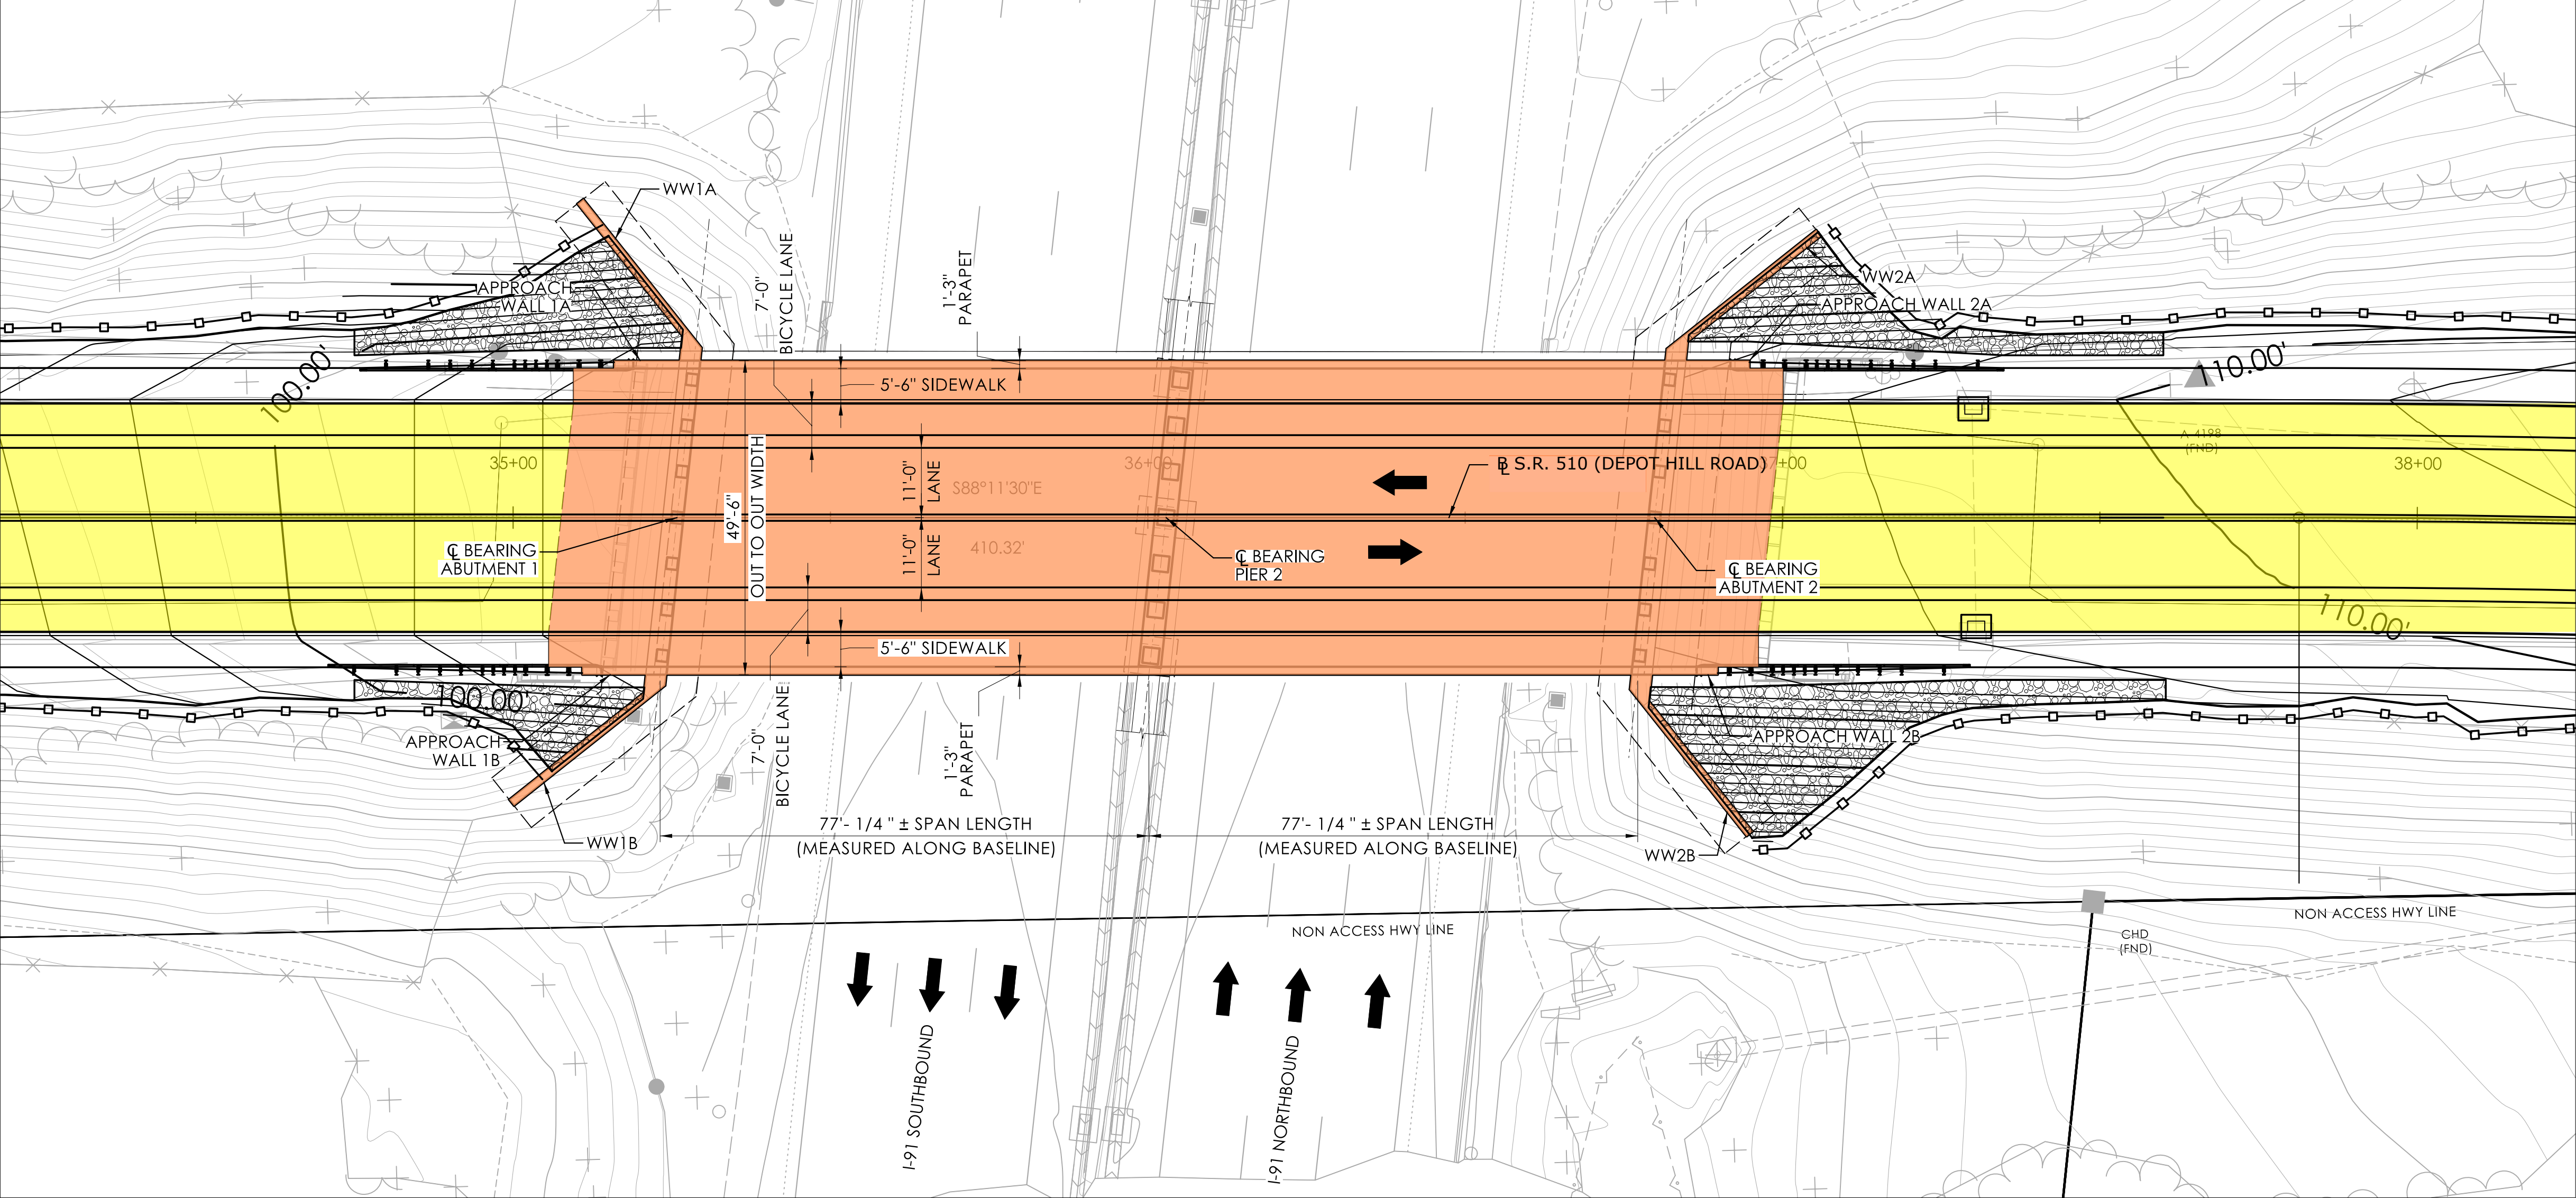 WW1A
BICYCLE LANE
7'-0"
1'-3"
PARAPET
WW2A
APPROACH
WALL 1A
APPROACH WALL 2A
100.00'
110.00'
5'-6" SIDEWALK
A-4198
(FND)
35+00
36+00
11'-0"
LANE
S88°11'30"E
℄ S.R. 510 (DEPOT HILL ROAD)
37+00
38+00
49'-6"
OUT TO OUT WIDTH
℄ BEARING
ABUTMENT 1
11'-0"
LANE
410.32'
℄ BEARING
PIER 2
℄ BEARING
ABUTMENT 2
110.00'
5'-6" SIDEWALK
100.00'
APPROACH
WALL 1B
7'-0"
BICYCLE LANE
1'-3"
PARAPET
APPROACH WALL 2B
WW1B
77'- 1/4 " ± SPAN LENGTH
(MEASURED ALONG BASELINE)
77'- 1/4 " ± SPAN LENGTH
(MEASURED ALONG BASELINE)
WW2B
NON ACCESS HWY LINE
NON ACCESS HWY LINE
CHD
(FND)
I-91 SOUTHBOUND
I-91 NORTHBOUND